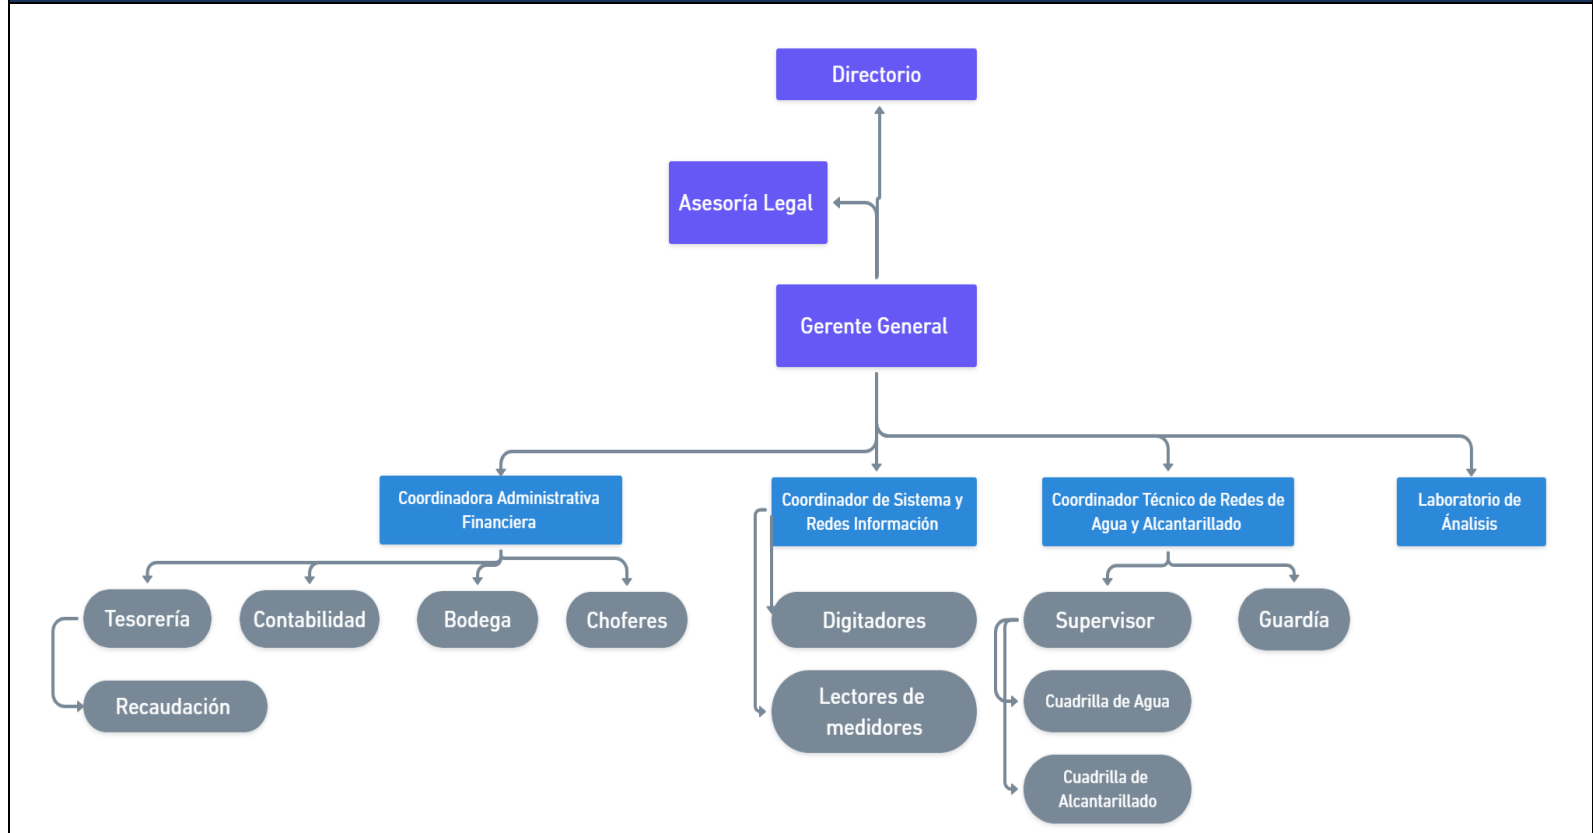 Directorio
Asesoría Legal
Gerente General
Coordinadora Administrativa
Financiera
Coordinador de Sistema y
Redes Información
Coordinador Técnico de Redes de
Agua y Alcantarillado
Laboratorio de
Ánalisis
Tesorería
Contabilidad
Bodega
Choferes
Digitadores
Supervisor
Guardía
Recaudación
Lectores de
medidores
Cuadrilla de Agua
Cuadrilla de
Alcantarillado